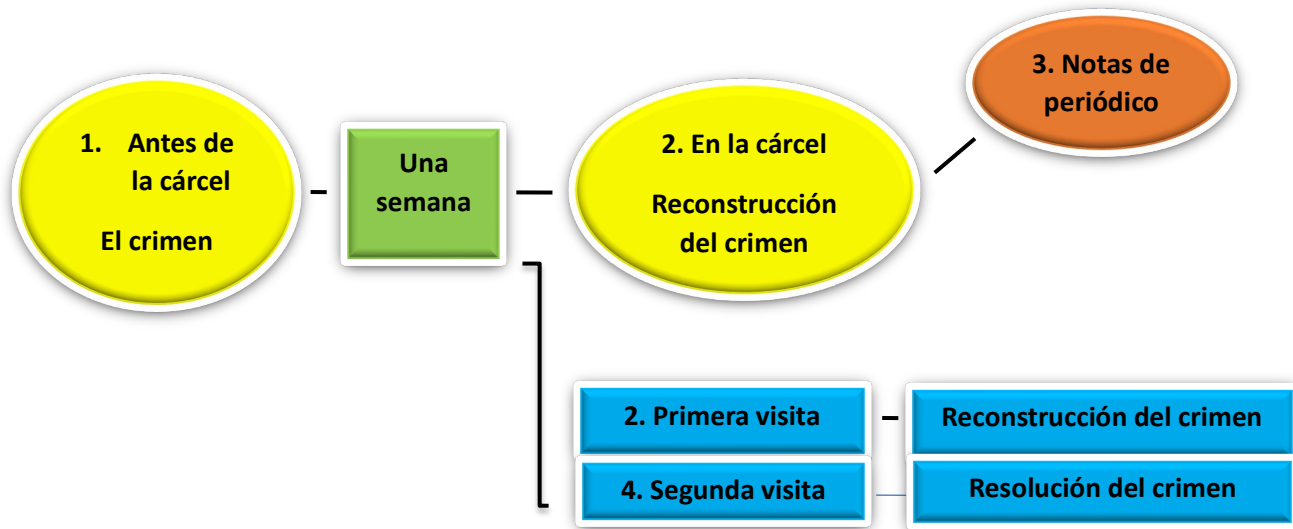 1. Antes de
la cárcel
El crimen
Una
semana
2. En la cárcel
Reconstrucción
del crimen
3. Notas de
periódico
2. Primera visita
Reconstrucción del crimen
4. Segunda visita
Resolución del crimen